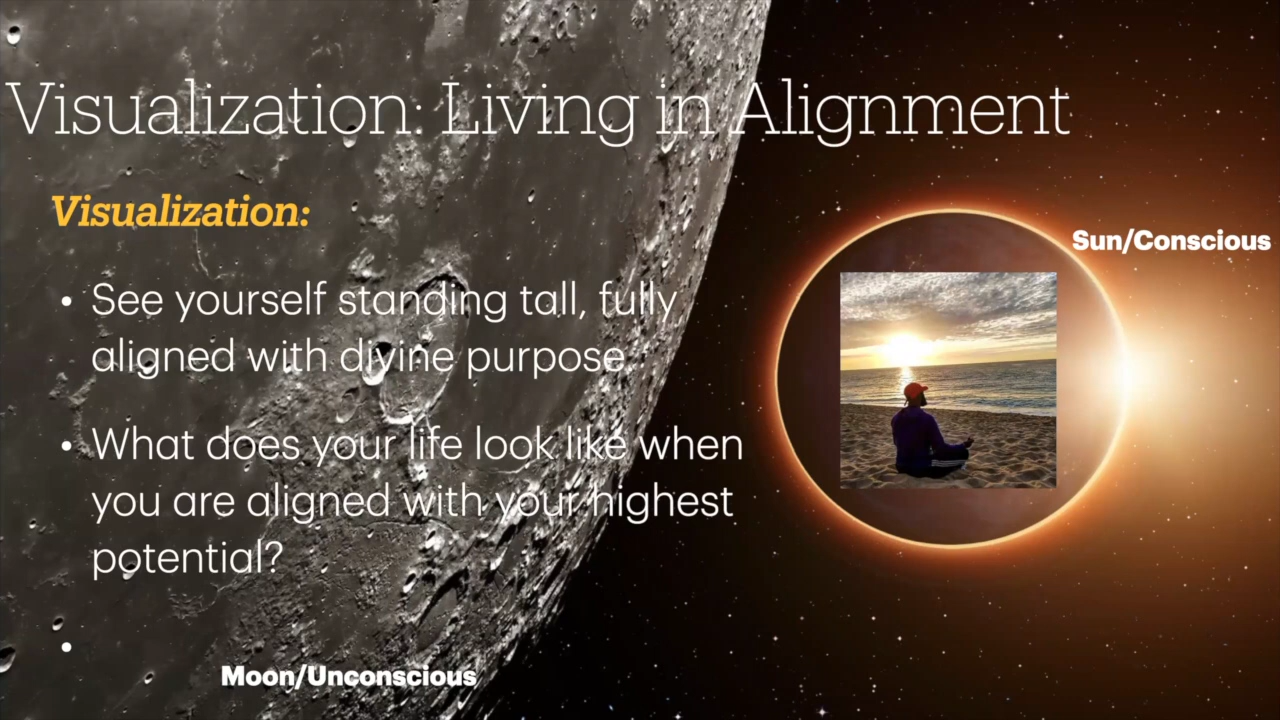 Visualization: Living in Alignment
Visualization:
Sun/Conscious
• See yourself standing tall, fully
aligned with divine purpose.
• What does your life look like when
you are aligned with your highest
potential?
•
Moon/Unconscious